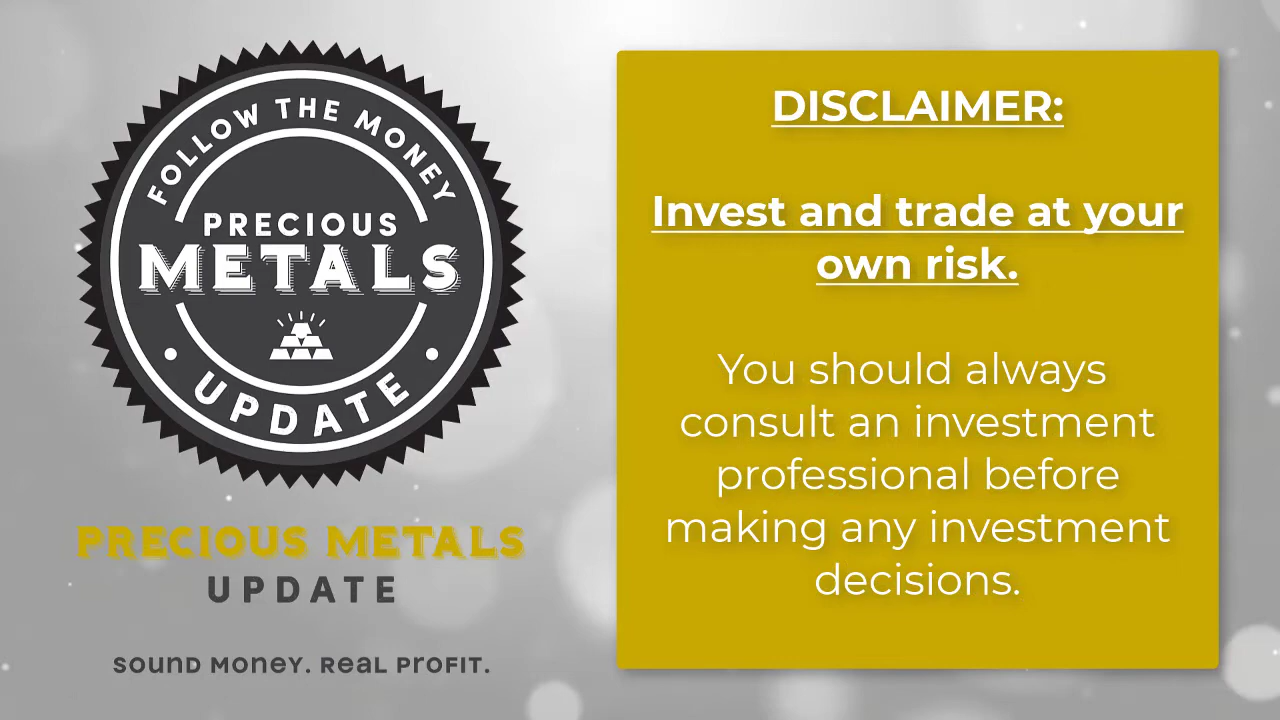 FOLLOW THE MONEY
PRECIOUS
METALS
UPDATE
PRECIOUS METALS
UPDATE
SOUND MONEY. REAL PROFIT.
DISCLAIMER:
Invest and trade at your
own risk.
You should always
consult an investment
professional before
making any investment
decisions.